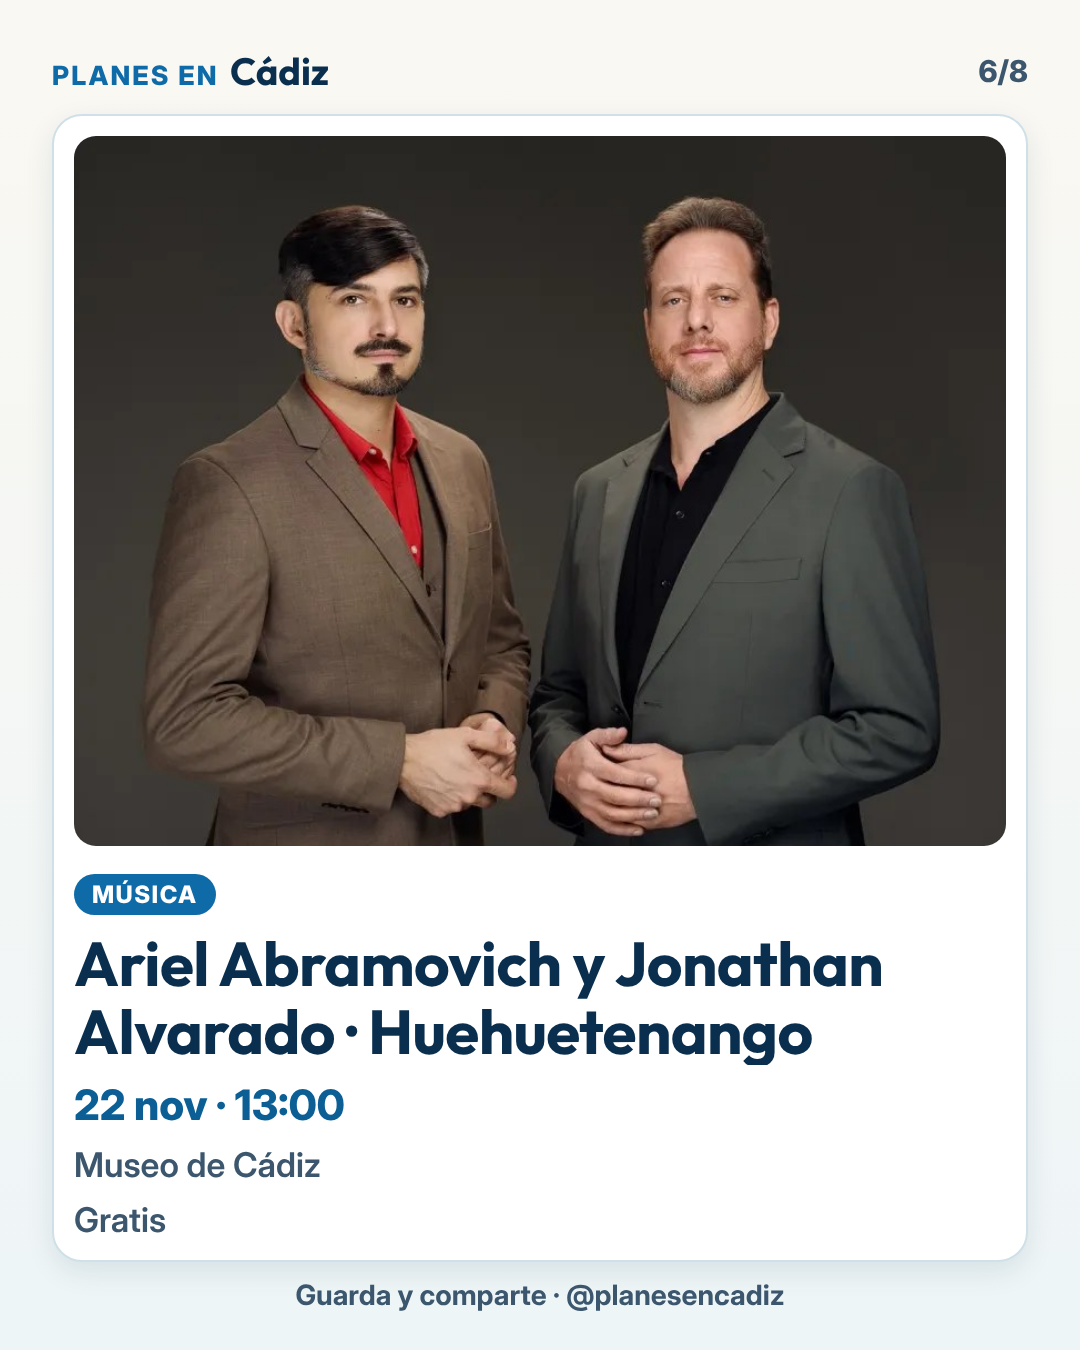 PLANES EN Cádiz
6/8
MÚSICA
Ariel Abramovich y Jonathan
Alvarado · Huehuetenango
22 nov · 13:00
Museo de Cádiz
Gratis
Guarda y comparte · @planesencadiz